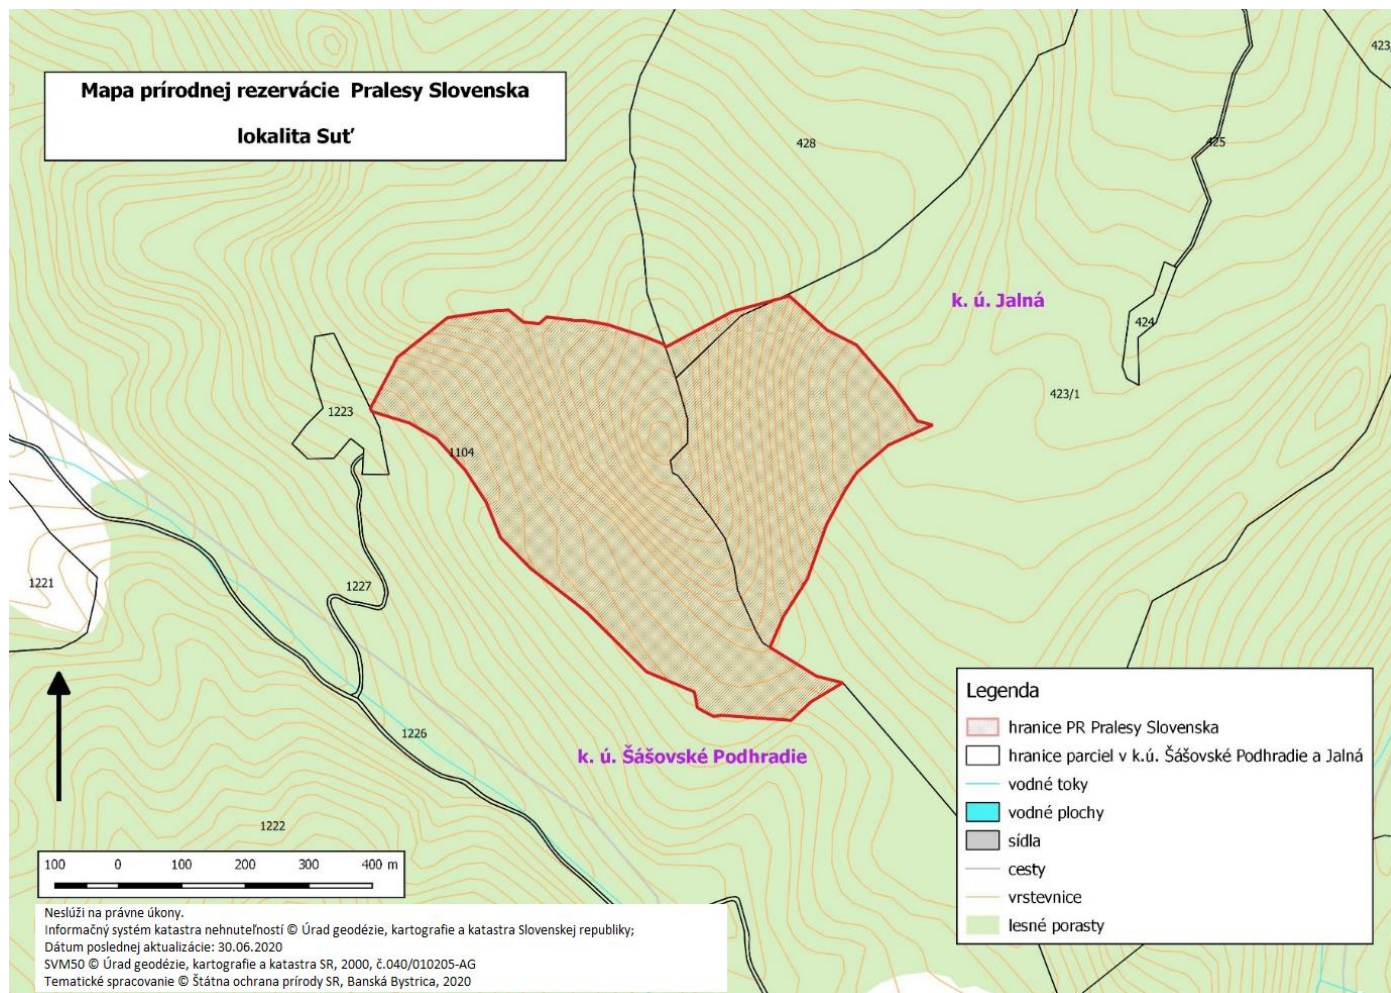 Mapa prírodnej rezervácie Pralesy Slovenska
lokalita Suť
423
428
425
k. ú. Jalná
424
423/1
1223
1104
1221
1227
1226
k. ú. Šášovské Podhradie
1222
Legenda
hranice PR Pralesy Slovenska
hranice parciel v k.ú. Šášovské Podhradie a Jalná
vodné toky
vodné plochy
sídla
cesty
vrstevnice
lesné porasty
100 0 100 200 300 400 m
Neslúži na právne úkony.
Informačný systém katastra nehnuteľností © Úrad geodézie, kartografie a katastra Slovenskej republiky;
Dátum poslednej aktualizácie: 30.06.2020
SVM50 © Úrad geodézie, kartografie a katastra SR, 2000, č.040/010205-AG
Tematické spracovanie © Štátna ochrana prírody SR, Banská Bystrica, 2020